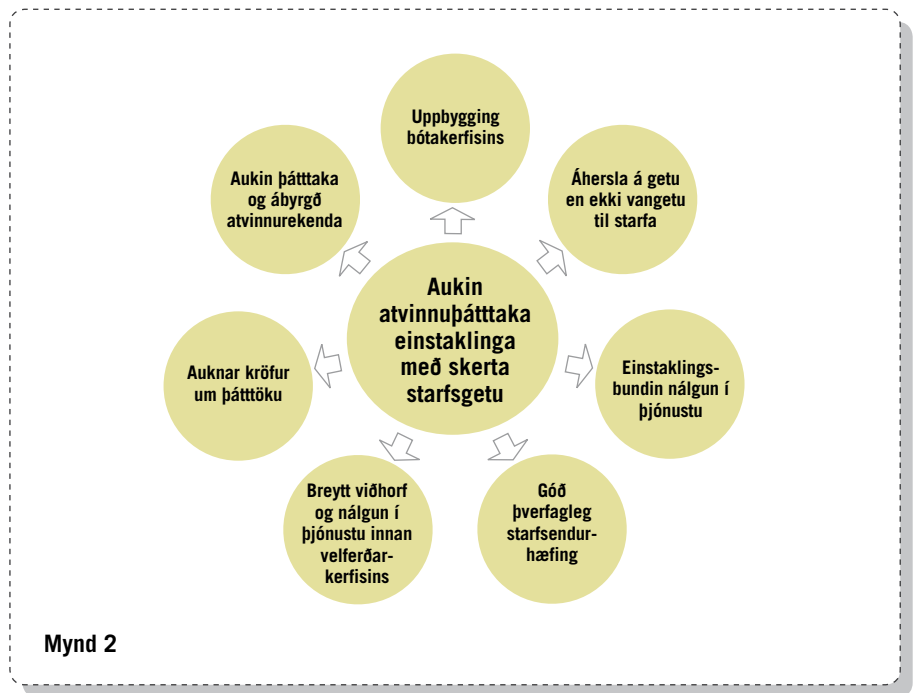 Uppbygging
bótakerfisins
Áhersla á getu
en ekki vangetu
til starfa
Einstaklings-
bundin nálgun í
þjónustu
Góð
þverfagleg
starfsendur-
hæfing
Breytt viðhorf
og nálgun í
þjónustu innan
velferðar-
kerfisins
Auknar kröfur
um þátttöku
Aukin þátttaka
og ábyrgð
atvinnurekenda
Aukin
atvinnuþátttaka
einstaklinga
með skerta
starfsgetu
Mynd 2